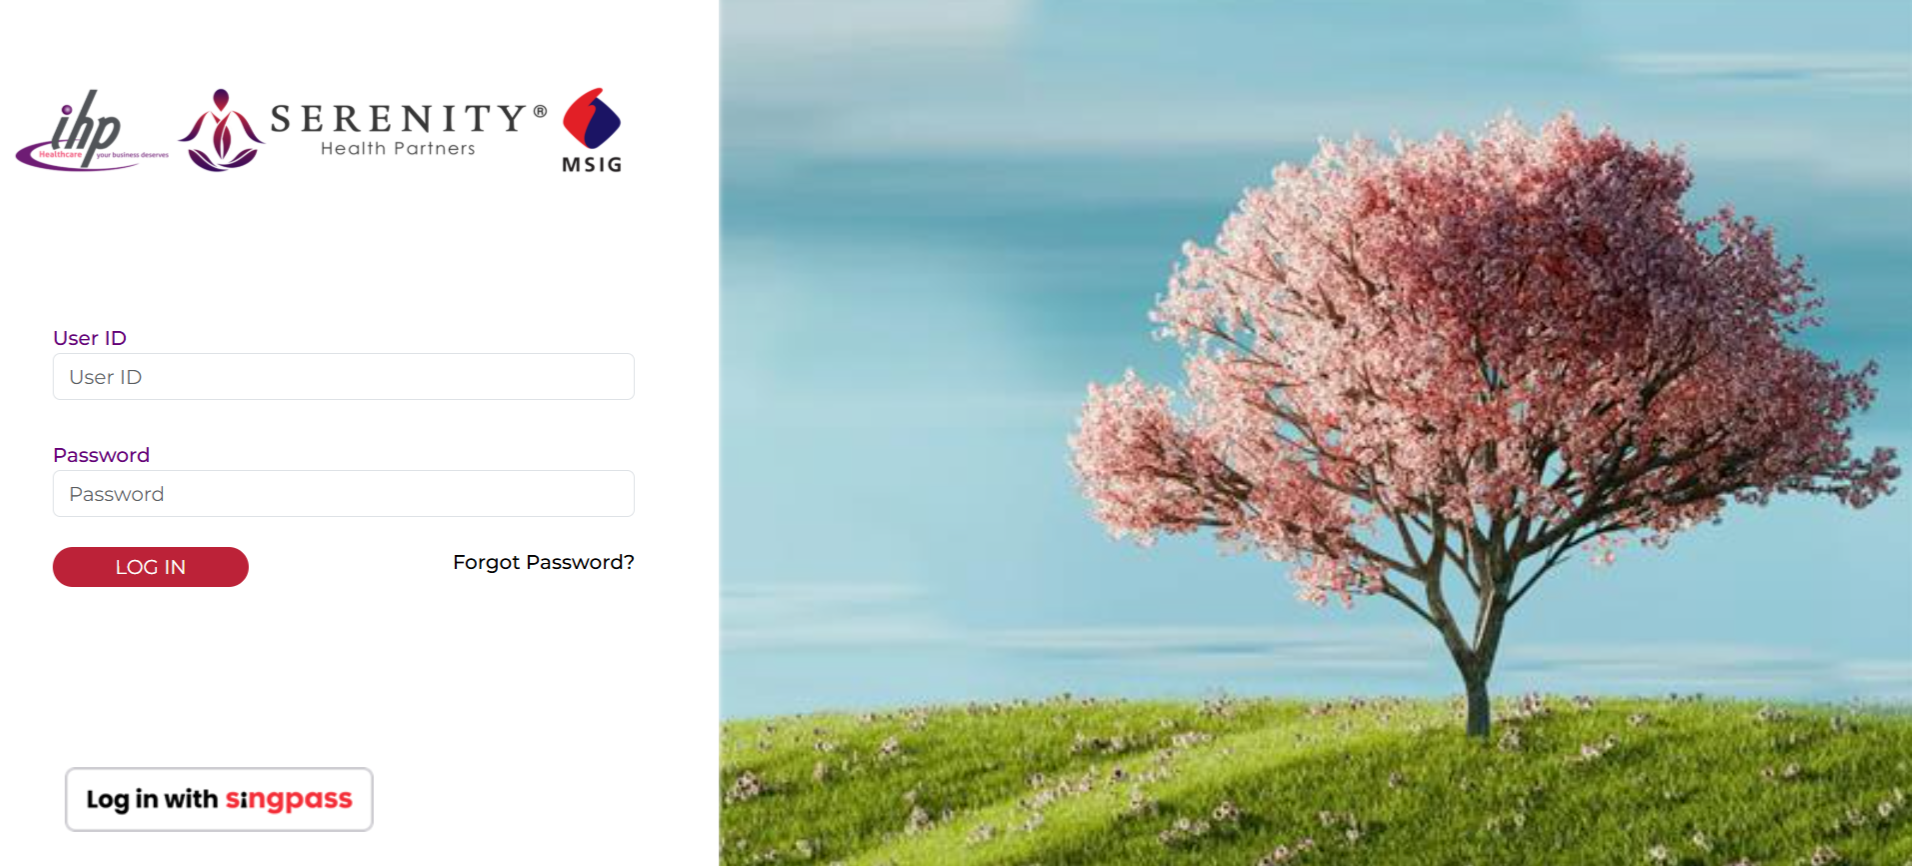 ihp
Healthcare your business deserves
SERENITY®
Health Partners
MSIG
User ID
User ID
Password
Password
LOG IN
Forgot Password?
Log in with singpass